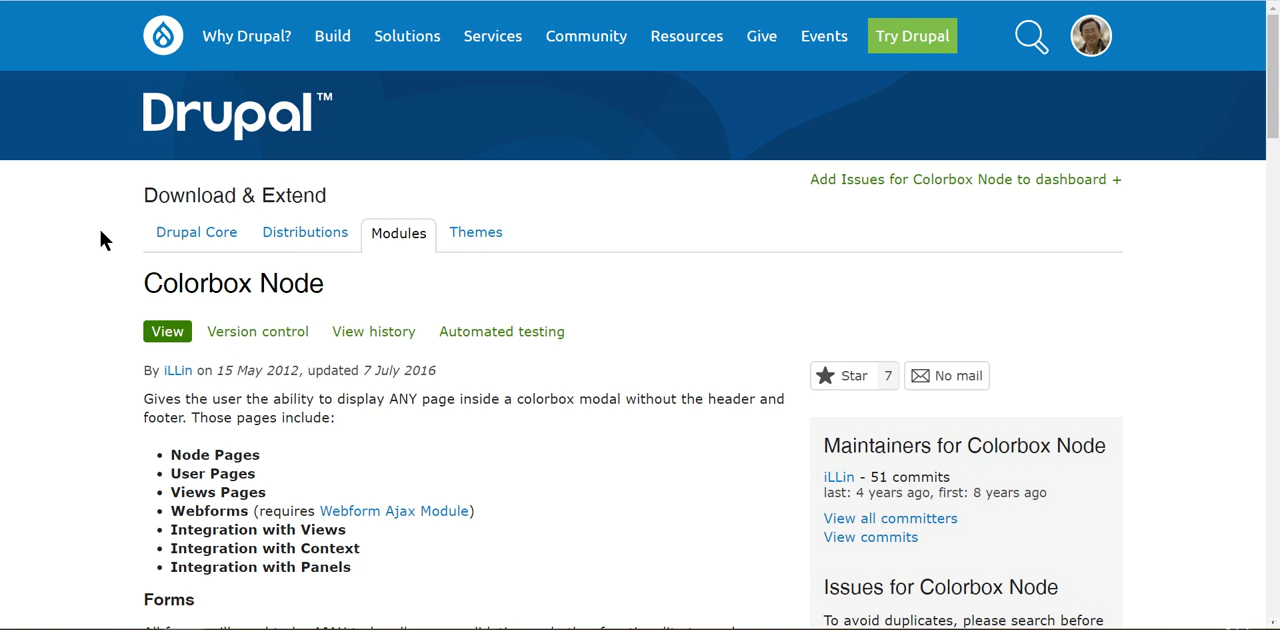 Why Drupal? Build Solutions Services Community Resources Give Events Try Drupal
Drupal™
Add Issues for Colorbox Node to dashboard +
Download & Extend
Drupal Core Distributions Modules Themes
Colorbox Node
View Version control View history Automated testing
By iLLin on 15 May 2012, updated 7 July 2016
Star 7 No mail
Gives the user the ability to display ANY page inside a colorbox modal without the header and
footer. Those pages include:
• Node Pages
• User Pages
• Views Pages
• Webforms (requires Webform Ajax Module)
• Integration with Views
• Integration with Context
• Integration with Panels
Forms
Maintainers for Colorbox Node
iLLin - 51 commits
last: 4 years ago, first: 8 years ago
View all committers
View commits
Issues for Colorbox Node
To avoid duplicates, please search before